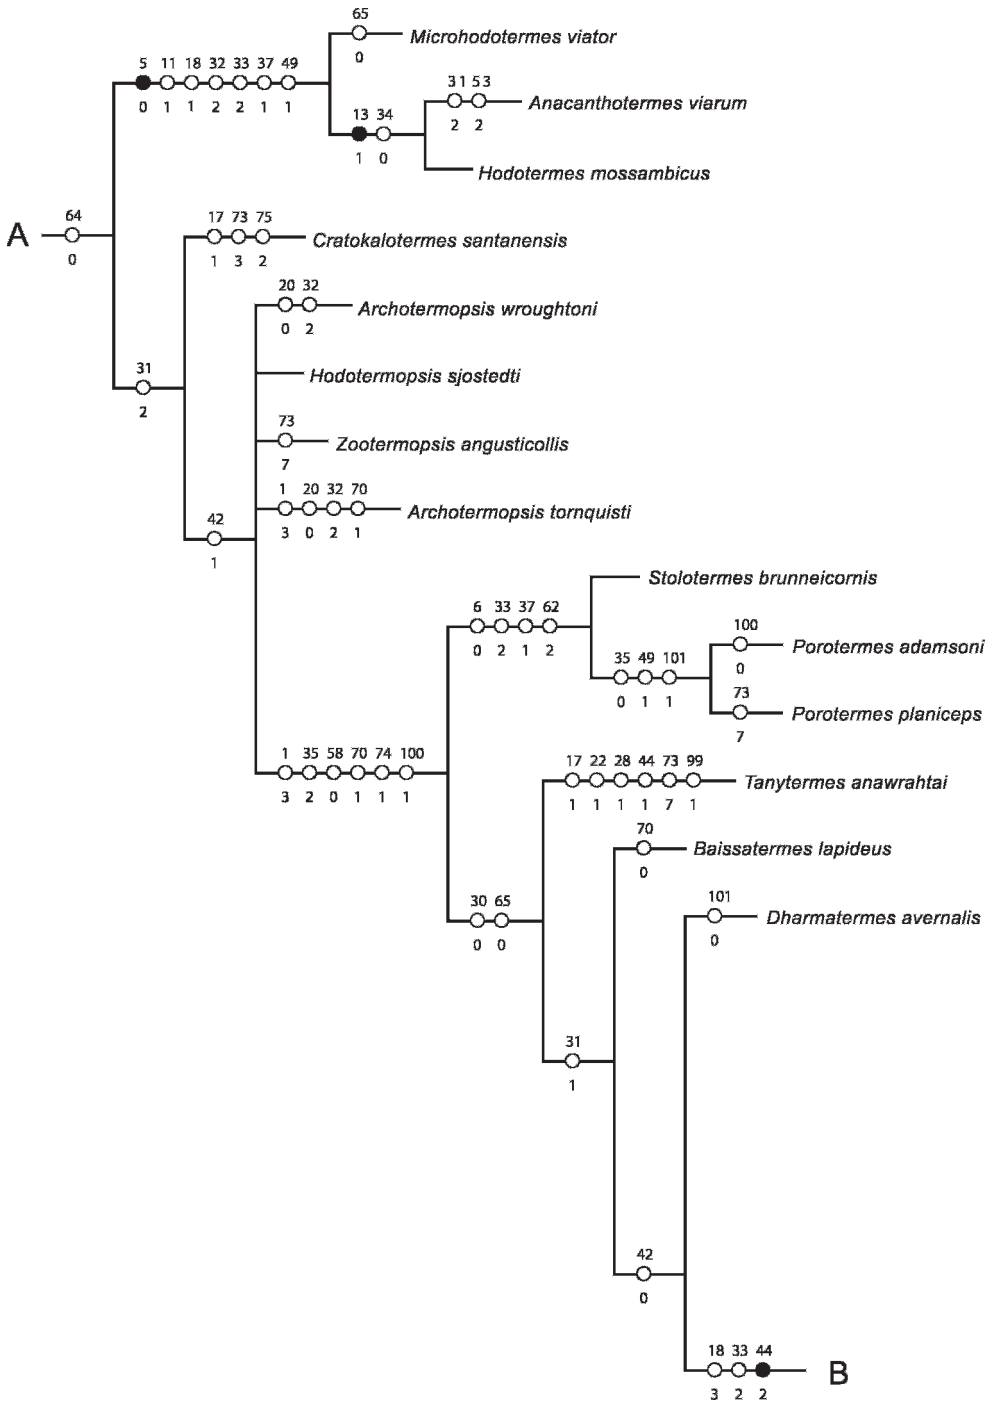 65
Microhodotermes viator
0
5 11 18 32 33 37 49
0 1 1 2 2 1 1
31 53
Anacanthotermes viarum
2 2
13 34
1 0
Hodotermes mossambicus
64
A
0
17 73 75
Cratokalotermes santanensis
1 3 2
20 32
Archotermopsis wroughtoni
0 2
31
2
Hodotermopsis sjostedti
73
Zootermopsis angusticollis
7
1 20 32 70
Archotermopsis tornquisti
3 0 2 1
42
1
Stolotermes brunneicornis
6 33 37 62
0 2 1 2
100
Porotermes adamsoni
0
35 49 101
0 1 1
73
Porotermes planiceps
7
1 35 58 70 74 100
3 2 0 1 1 1
17 22 28 44 73 99
Tanytermes anawrahtai
1 1 1 1 7 1
70
Baissatermes lapideus
0
30 65
0 0
101
Dharmatermes avernalis
0
31
1
42
0
18 33 44
B
3 2 2